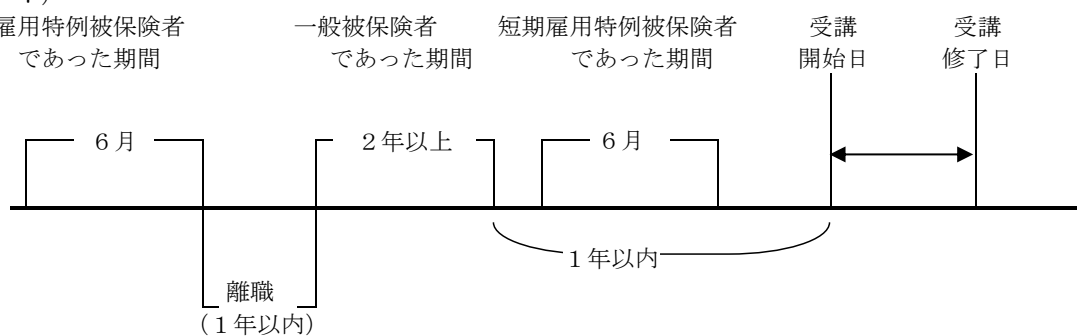 雇用特例被保険者
であった期間
一般被保険者
であった期間
短期雇用特例被保険者
であった期間
受講
開始日
受講
修了日
6月
2年以上
6月
1年以内
離職
(1年以内)